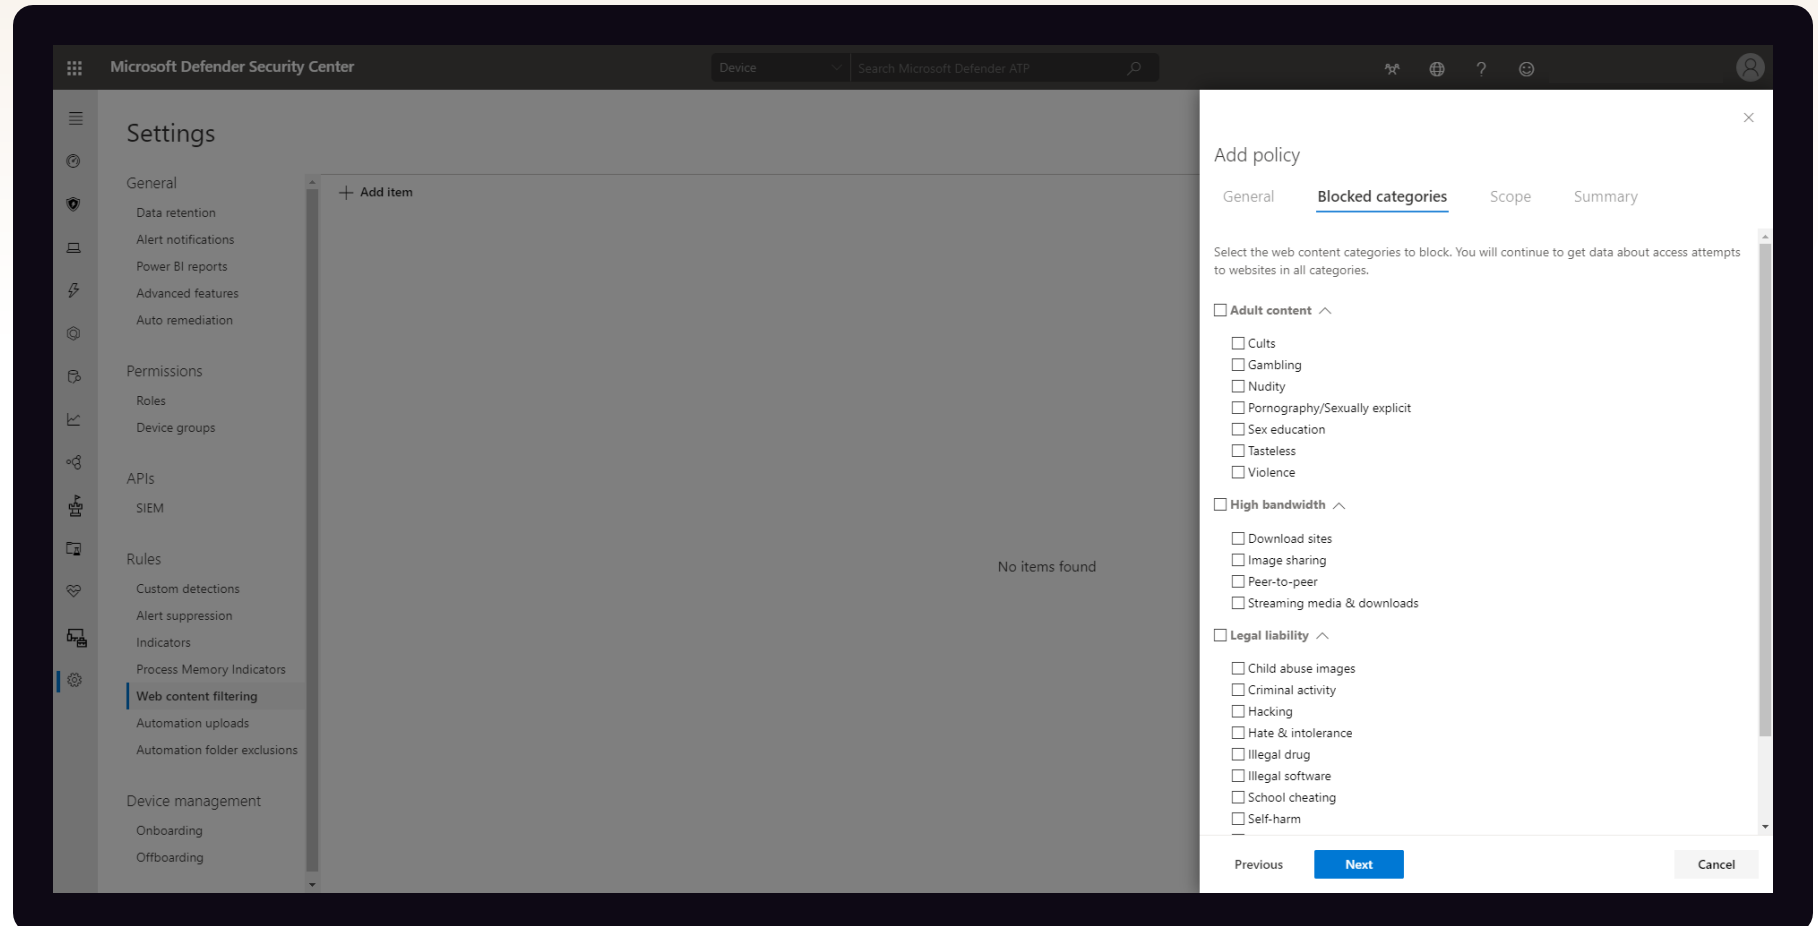 Microsoft Defender Security Center
Device
Search Microsoft Defender ATP
?
Settings
General
Data retention
Alert notifications
Power BI reports
Advanced features
Auto remediation
Permissions
Roles
Device groups
APIs
SIEM
Rules
Custom detections
Alert suppression
Indicators
Process Memory Indicators
Web content filtering
Automation uploads
Automation folder exclusions
Device management
Onboarding
Offboarding
+ Add item
No items found
Add policy
General
Blocked categories
Scope
Summary
Select the web content categories to block. You will continue to get data about access attempts
to websites in all categories.
Adult content
Cults
Gambling
Nudity
Pornography/Sexually explicit
Sex education
Tasteless
Violence
High bandwidth
Download sites
Image sharing
Peer-to-peer
Streaming media & downloads
Legal liability
Child abuse images
Criminal activity
Hacking
Hate & intolerance
Illegal drug
Illegal software
School cheating
Self-harm
Previous
Next
Cancel